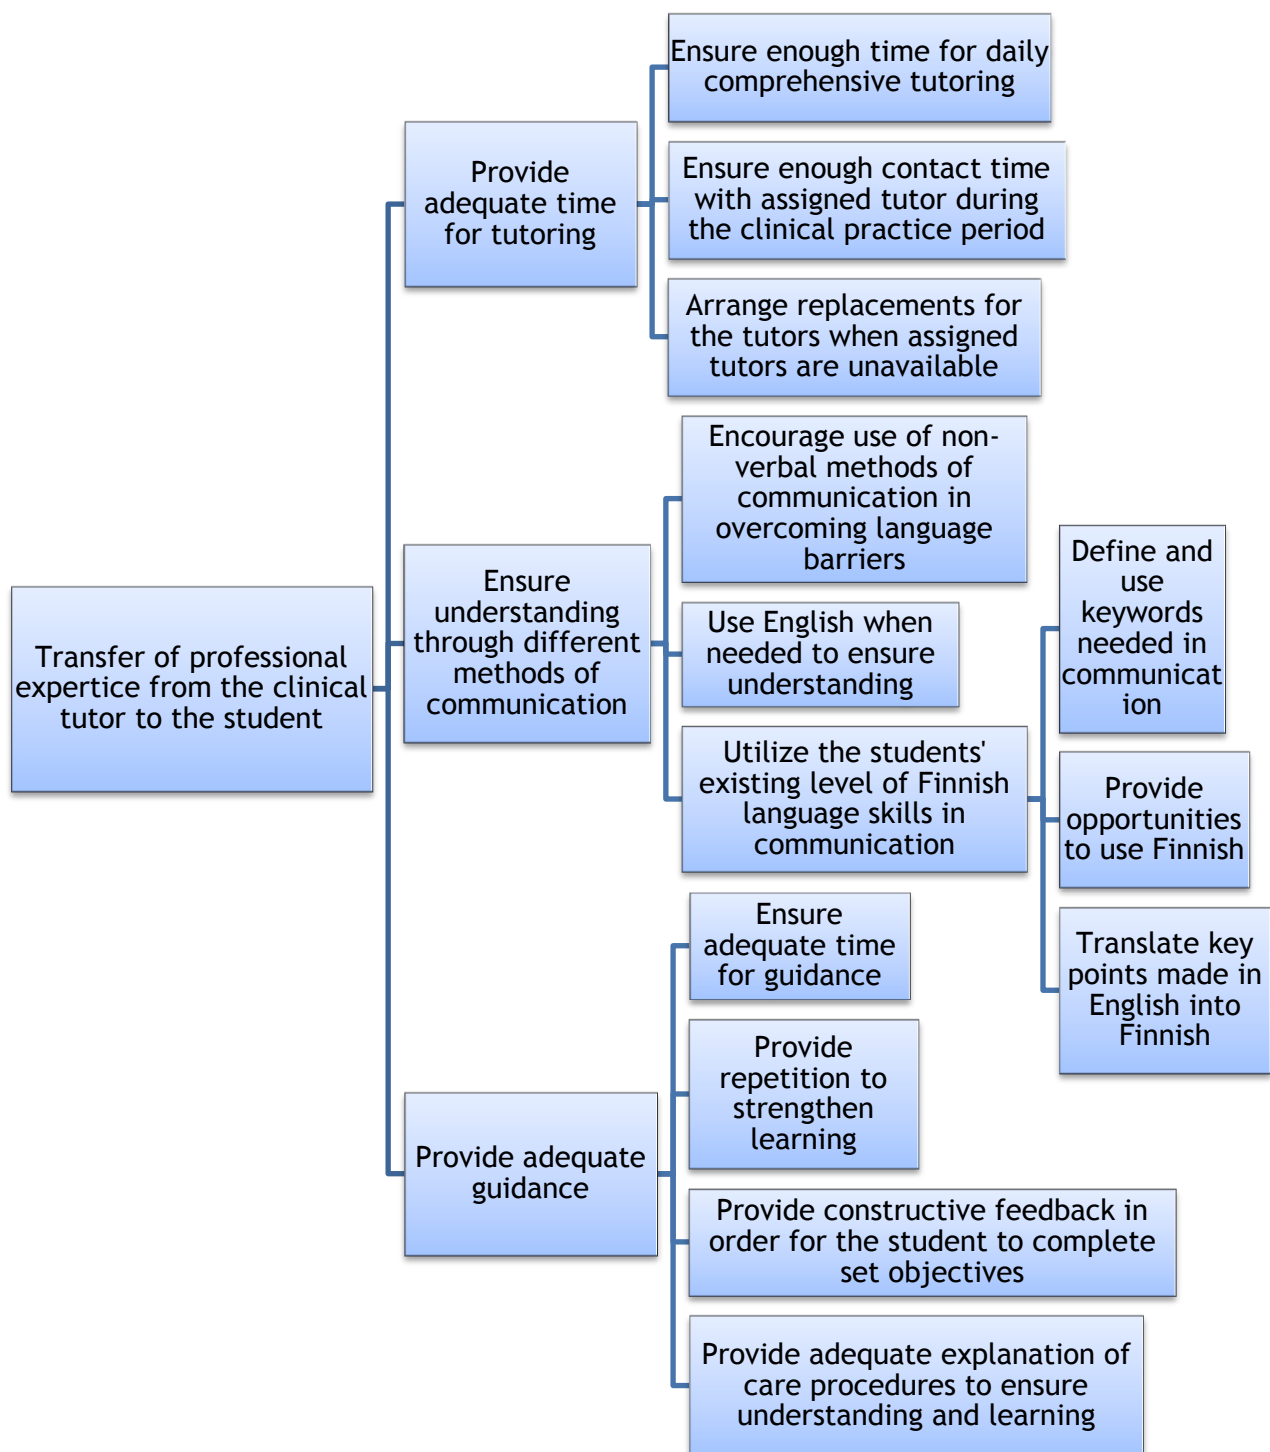 Transfer of professional
expertice from the clinical
tutor to the student
Provide
adequate time
for tutoring
Ensure enough time for daily
comprehensive tutoring
Ensure enough contact time
with assigned tutor during
the clinical practice period
Arrange replacements for
the tutors when assigned
tutors are unavailable
Ensure
understanding
through different
methods of
communication
Encourage use of non-
verbal methods of
communication in
overcoming language
barriers
Use English when
needed to ensure
understanding
Utilize the students'
existing level of Finnish
language skills in
communication
Define and
use
keywords
needed in
communicat
ion
Provide
opportunities
to use Finnish
Translate key
points made in
English into
Finnish
Provide adequate
guidance
Ensure
adequate time
for guidance
Provide
repetition to
strengthen
learning
Provide constructive feedback in
order for the student to complete
set objectives
Provide adequate explanation of
care procedures to ensure
understanding and learning